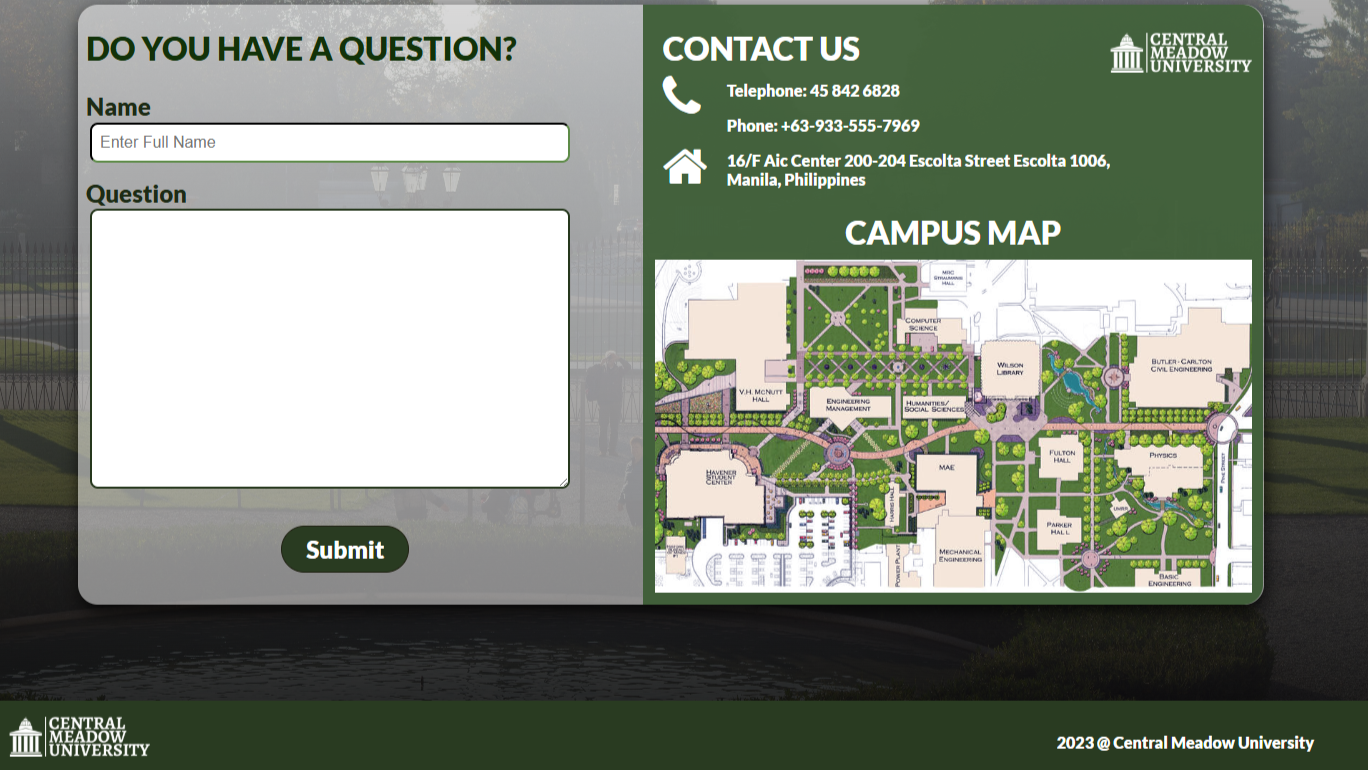 DO YOU HAVE A QUESTION?
Name
Enter Full Name
Question
Submit
CONTACT US
CENTRAL
MEADOW
UNIVERSITY
Telephone: 45 842 6828
Phone: +63-933-555-7969
16/F Aic Center 200-204 Escolta Street Escolta 1006,
Manila, Philippines
CAMPUS MAP
HALL
COMPUTER
SCIENCE
WILSON
LIBRARY
BUTLER-CARLTON
CIVIL ENGINEERING
V.H. MCNUTT
HALL
ENGINEERING
MANAGEMENT
HUMANITIES/
SOCIAL SCIENCES
HAVENER
STUDENT
CENTER
MAE
FULTON
HALL
PHYSICS
PINE STREET
HARRIS HALL
PARKER
HALL
POWER PLANT
MECHANICAL
ENGINEERING
BASIC
ENGINEERING
CENTRAL
MEADOW
UNIVERSITY
2023 @ Central Meadow University